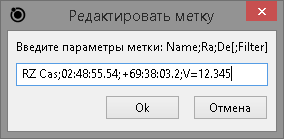 Редактировать метку
Введите параметры метки: Name;Ra;De[;Filter]
RZ Cas;02:48:55.54;+69:38:03.2;V=12.345
Ok Отмена